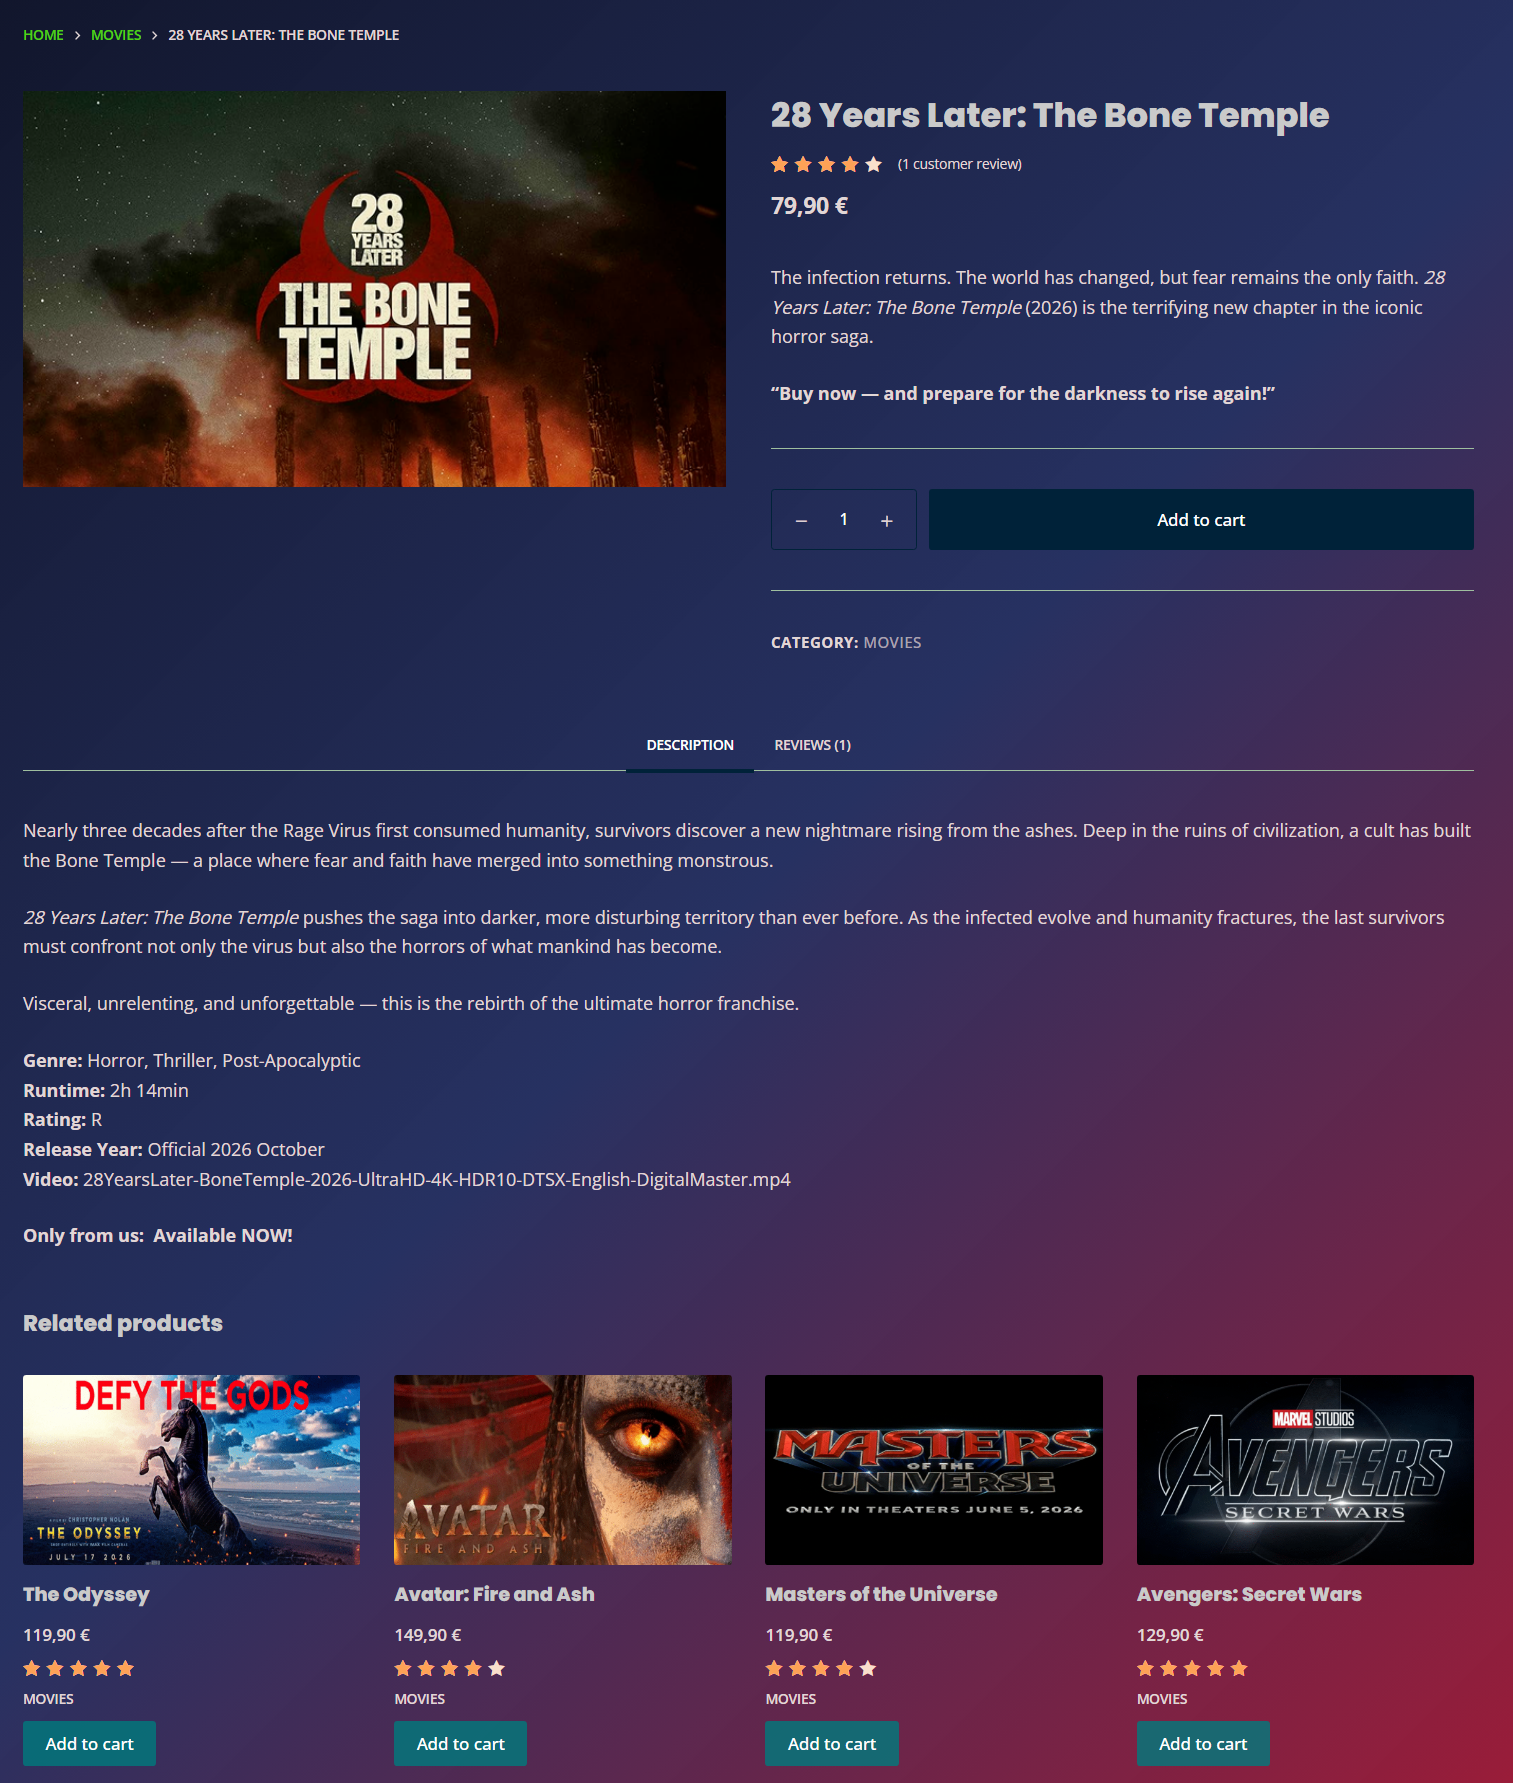 HOME > MOVIES > 28 YEARS LATER: THE BONE TEMPLE
28
YEARS
LATER
THE BONE
TEMPLE
28 Years Later: The Bone Temple
(1 customer review)
79,90 €
The infection returns. The world has changed, but fear remains the only faith. 28
Years Later: The Bone Temple (2026) is the terrifying new chapter in the iconic
horror saga.
“Buy now — and prepare for the darkness to rise again!”
− 1 +
Add to cart
CATEGORY: MOVIES
DESCRIPTION
REVIEWS (1)
Nearly three decades after the Rage Virus first consumed humanity, survivors discover a new nightmare rising from the ashes. Deep in the ruins of civilization, a cult has built
the Bone Temple — a place where fear and faith have merged into something monstrous.
28 Years Later: The Bone Temple pushes the saga into darker, more disturbing territory than ever before. As the infected evolve and humanity fractures, the last survivors
must confront not only the virus but also the horrors of what mankind has become.
Visceral, unrelenting, and unforgettable — this is the rebirth of the ultimate horror franchise.
Genre: Horror, Thriller, Post-Apocalyptic
Runtime: 2h 14min
Rating: R
Release Year: Official 2026 October
Video: 28YearsLater-BoneTemple-2026-UltraHD-4K-HDR10-DTSX-English-DigitalMaster.mp4
Only from us:  Available NOW!
Related products
DEFY THE GODS
A FILM BY CHRISTOPHER NOLAN
THE ODYSSEY
JULY 17 2026
The Odyssey
119,90 €
MOVIES
Add to cart
AVATAR
FIRE AND ASH
Avatar: Fire and Ash
149,90 €
MOVIES
Add to cart
MASTERS
OF THE
UNIVERSE
ONLY IN THEATERS JUNE 5, 2026
Masters of the Universe
119,90 €
MOVIES
Add to cart
MARVEL STUDIOS
AVENGERS
SECRET WARS
Avengers: Secret Wars
129,90 €
MOVIES
Add to cart